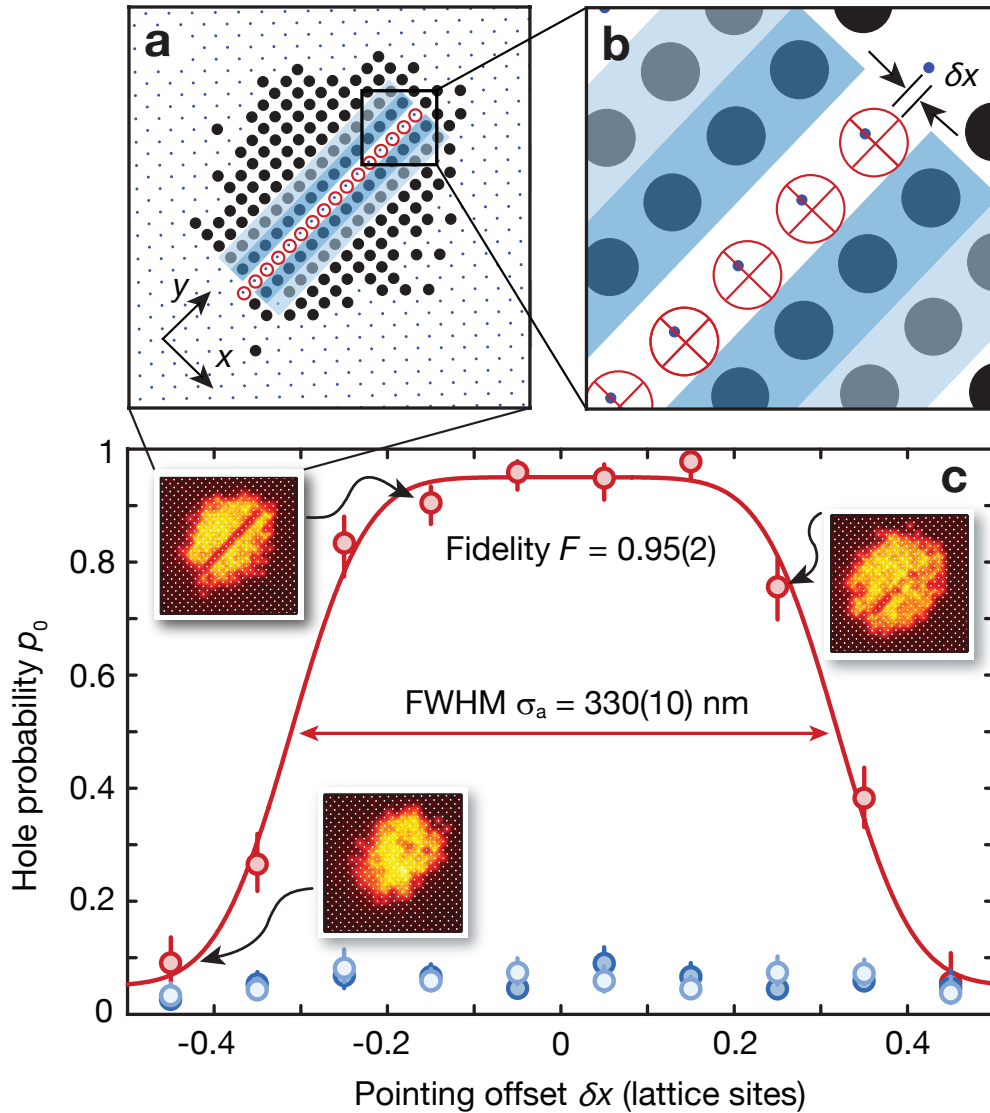 a
y
x
b
δx
c
Hole probability p₀
1
0.8
0.6
0.4
0.2
0
Fidelity F = 0.95(2)
FWHM σₐ = 330(10) nm
-0.4
-0.2
0
0.2
0.4
Pointing offset δx (lattice sites)